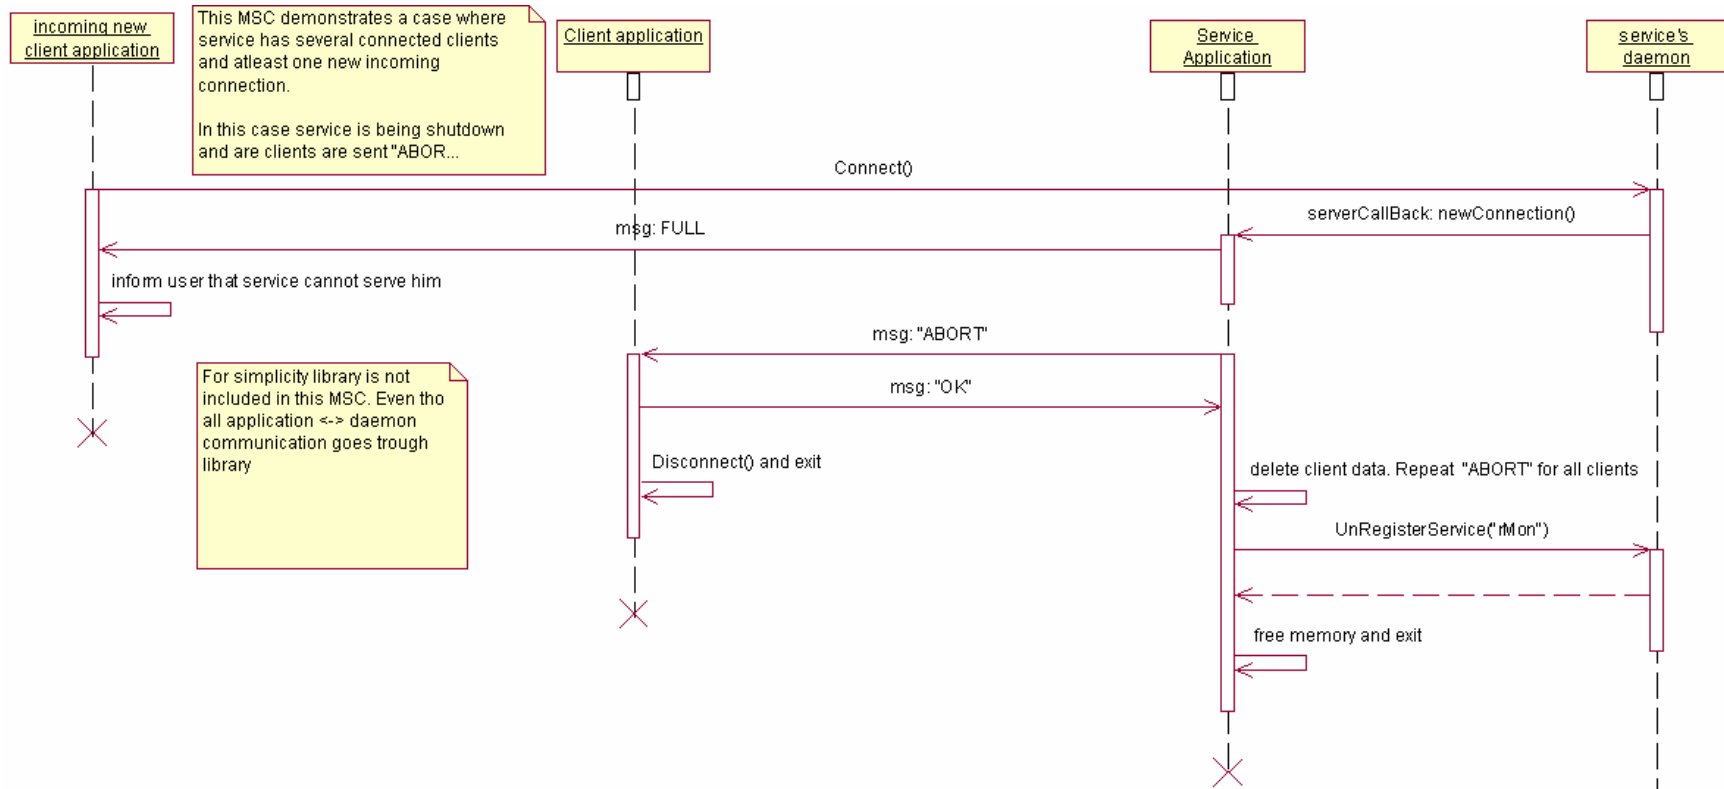 incoming new
client application
This MSC demonstrates a case where
service has several connected clients
and atleast one new incoming
connection.
In this case service is being shutdown
and are clients are sent "ABOR...
Client application
Service
Application
service's
daemon
Connect()
serverCallBack: newConnection()
msg: FULL
inform user that service cannot serve him
msg: "ABORT"
For simplicity library is not
included in this MSC. Even tho
all application <-> daemon
communication goes trough
library
msg: "OK"
Disconnect() and exit
delete client data. Repeat "ABORT" for all clients
UnRegisterService("rMon")
free memory and exit